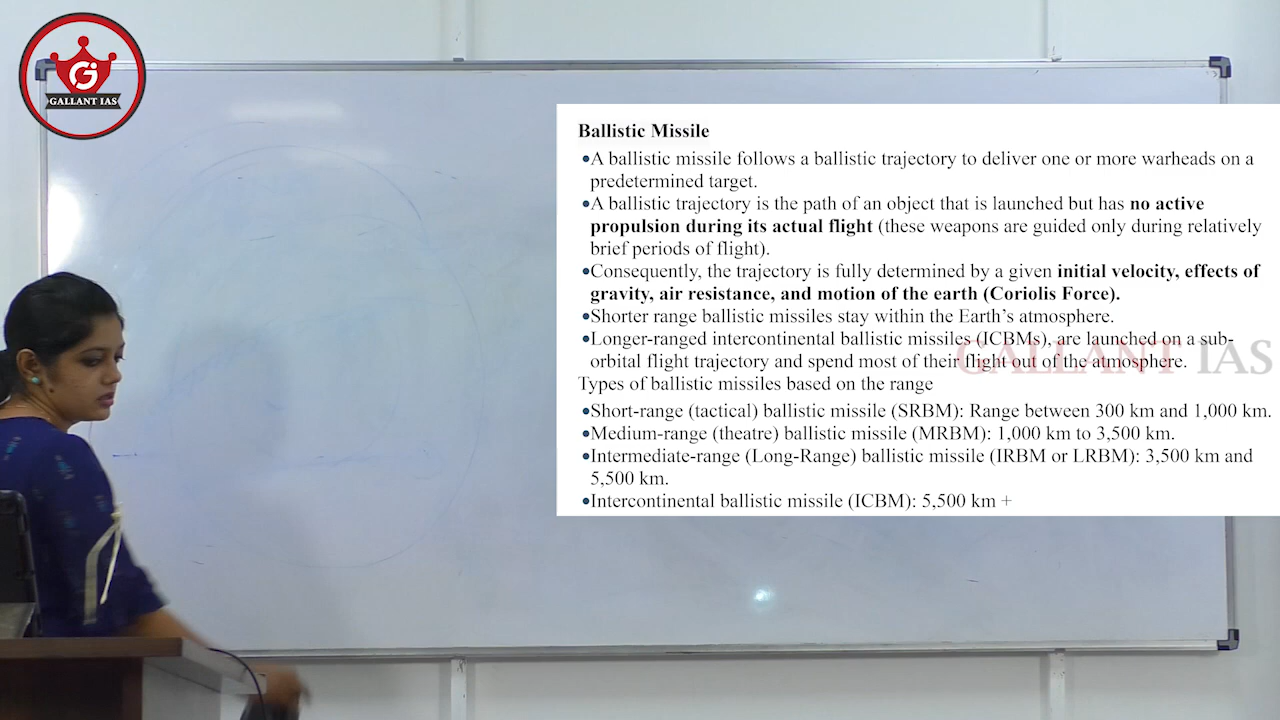 Gi
GALLANT IAS
Ballistic Missile
•A ballistic missile follows a ballistic trajectory to deliver one or more warheads on a
predetermined target.
•A ballistic trajectory is the path of an object that is launched but has no active
propulsion during its actual flight (these weapons are guided only during relatively
brief periods of flight).
•Consequently, the trajectory is fully determined by a given initial velocity, effects of
gravity, air resistance, and motion of the earth (Coriolis Force).
•Shorter range ballistic missiles stay within the Earth’s atmosphere.
•Longer-ranged intercontinental ballistic missiles (ICBMs), are launched on a sub-
orbital flight trajectory and spend most of their flight out of the atmosphere.
GALLANT IAS
Types of ballistic missiles based on the range
•Short-range (tactical) ballistic missile (SRBM): Range between 300 km and 1,000 km.
•Medium-range (theatre) ballistic missile (MRBM): 1,000 km to 3,500 km.
•Intermediate-range (Long-Range) ballistic missile (IRBM or LRBM): 3,500 km and
5,500 km.
•Intercontinental ballistic missile (ICBM): 5,500 km +